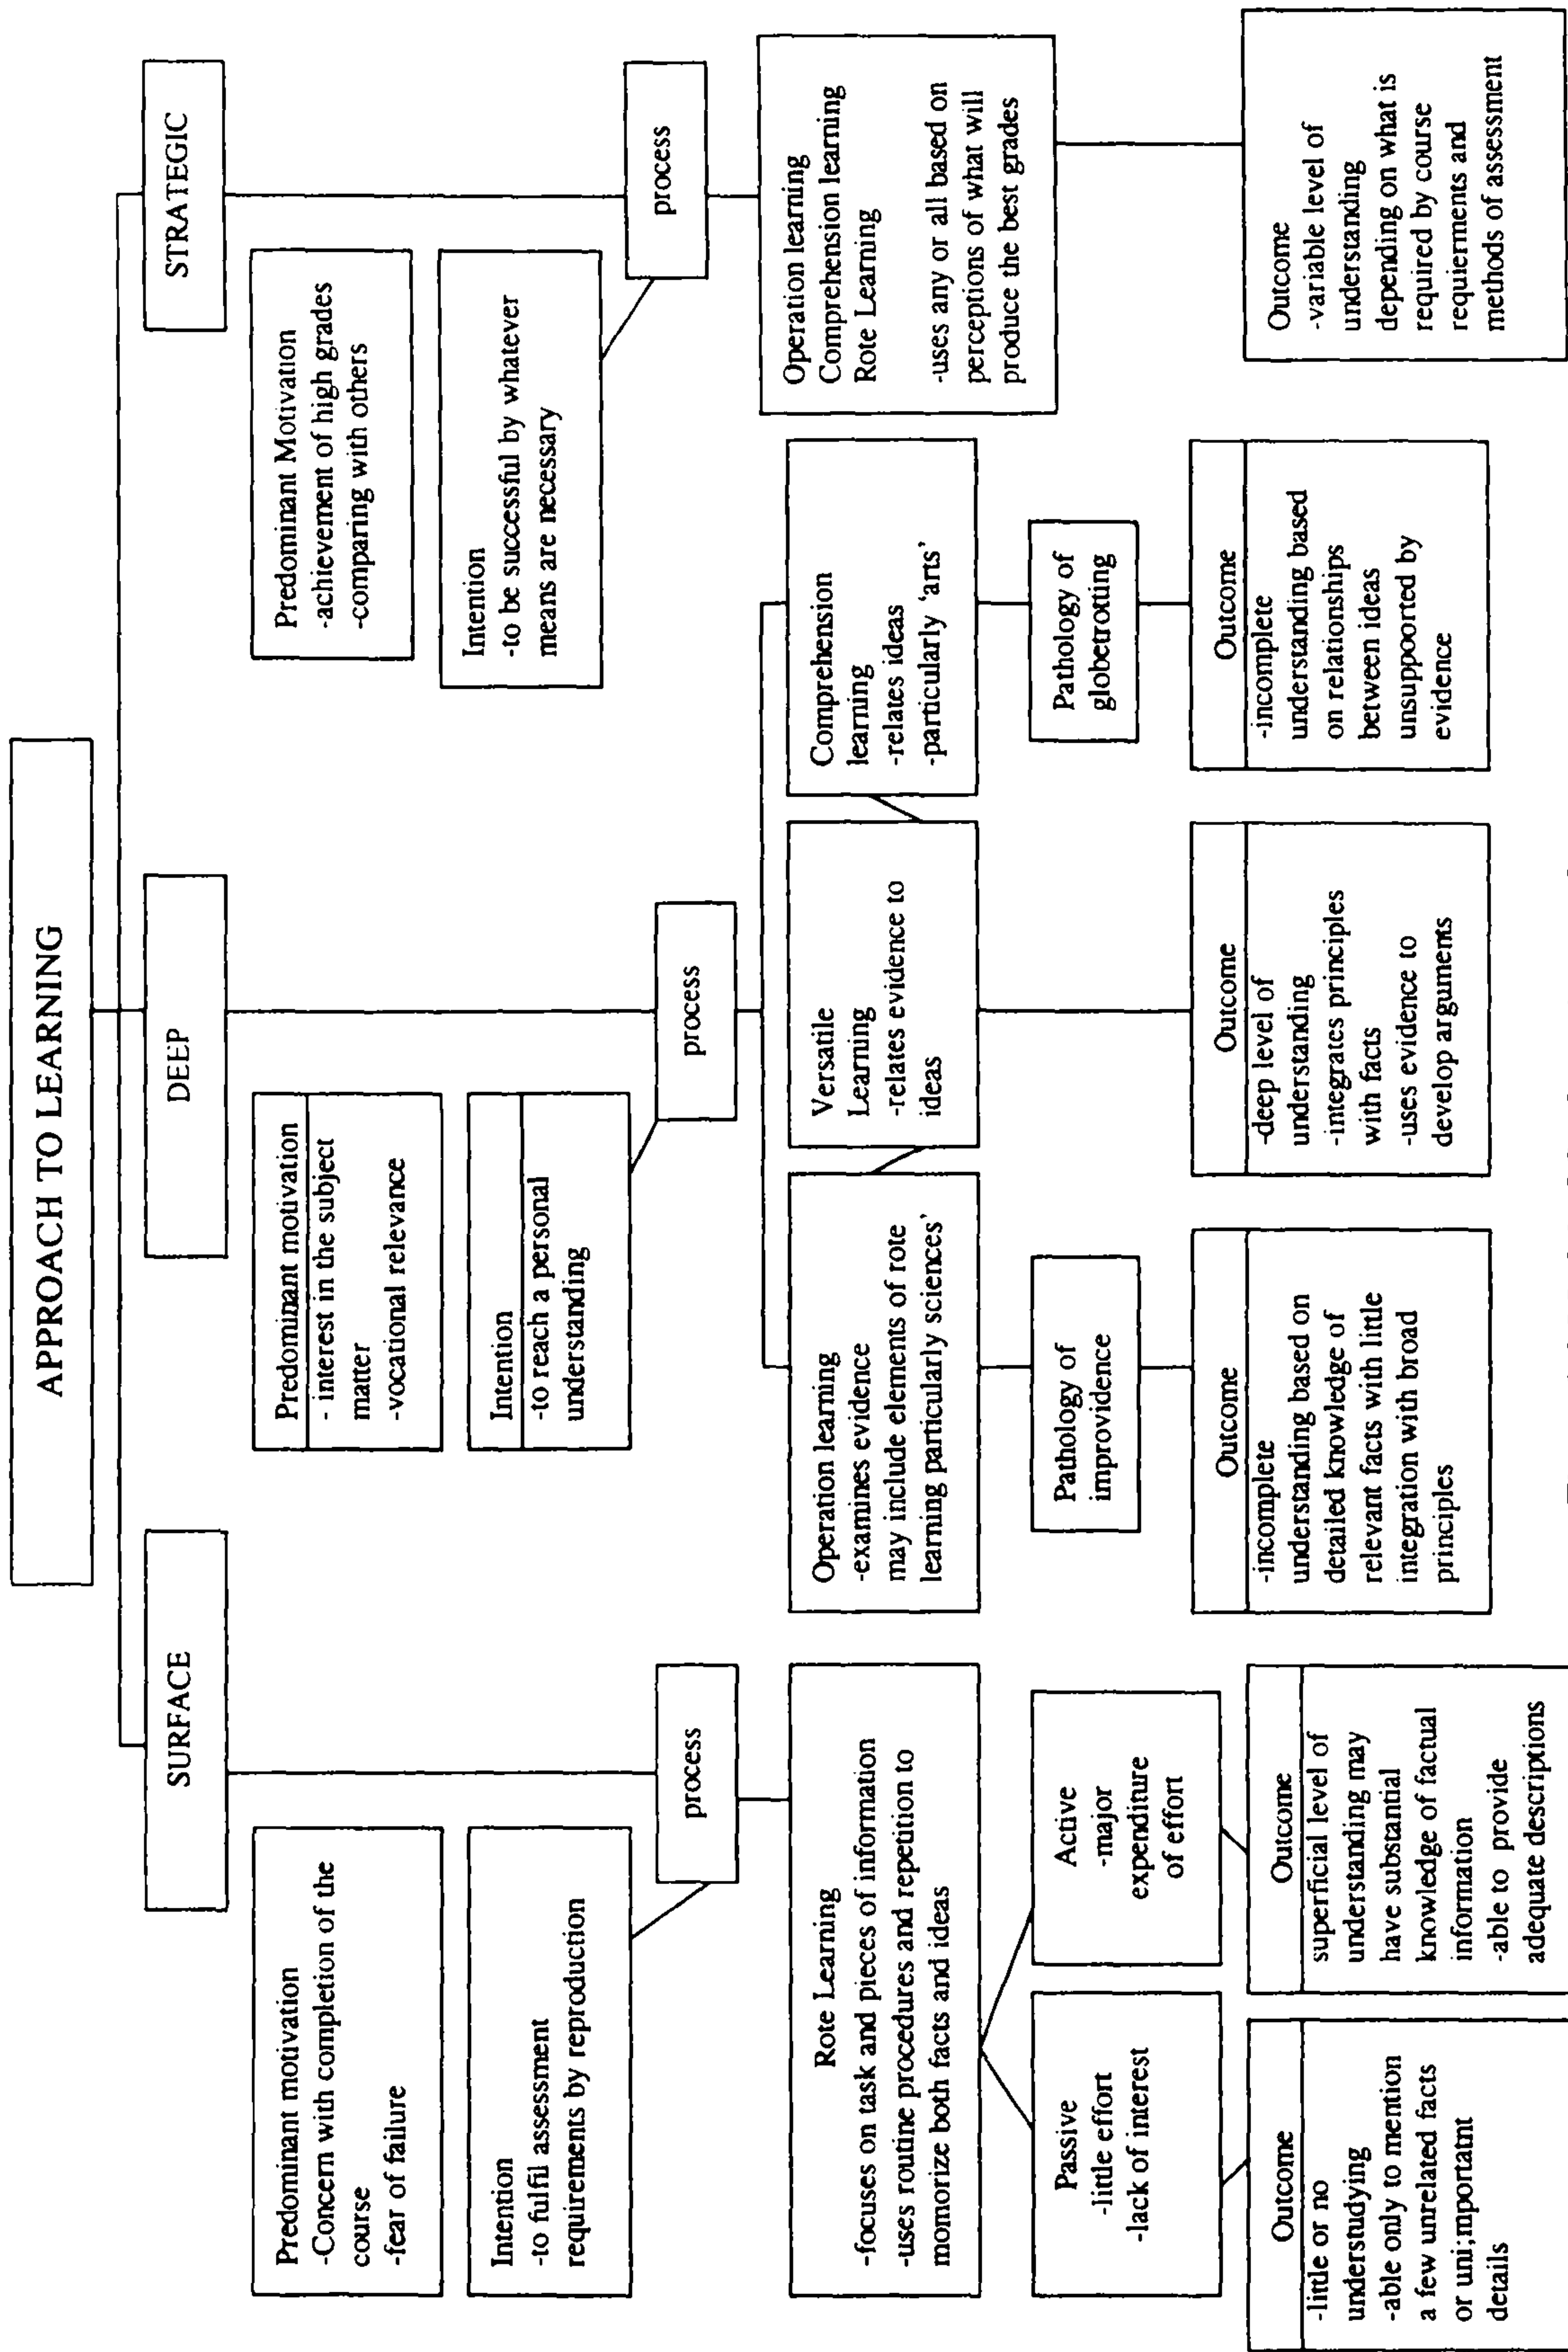 APPROACH TO LEARNING
SURFACE
Predominant motivation
-Concern with completion of the
course
-fear of failure
Intention
-to fulfil assessment
requirements by reproduction
process
Rote Learning
-focuses on task and pieces of information
-uses routine procedures and repetition to
momorize both facts and ideas
Passive
-little effort
-lack of interest
Outcome
-little or no
understudying
-able only to mention
a few unrelated facts
or uni;mportatnt
details
Active
-major
expenditure
of effort
Outcome
superficial level of
understanding may
have substantial
knowledge of factual
information
-able to provide
adequate descriptions
DEEP
Predominant motivation
- interest in the subject
matter
-vocational relevance
Intention
-to reach a personal
understanding
process
Operation learning
-examines evidence
may include elements of rote
learning particularly sciences'
Pathology of
improvidence
Outcome
-incomplete
understanding based on
detailed knowledge of
relevant facts with little
integration with broad
principles
Versatile
Learning
-relates evidence to
ideas
Outcome
-deep level of
understanding
-integrates principles
with facts
-uses evidence to
develop arguments
Comprehension
learning
-relates ideas
-particularly 'arts'
Pathology of
globetrotting
Outcome
-incomplete
understanding based
on relationships
between ideas
unsuppoorted by
evidence
STRATEGIC
Predominant Motivation
-achievement of high grades
-comparing with others
Intention
-to be successful by whatever
means are necessary
process
Operation learning
Comprehension learning
Rote Learning
-uses any or all based on
perceptions of what will
produce the best grades
Outcome
-variable level of
understanding
depending on what is
required by course
requierments and
methods of assessment